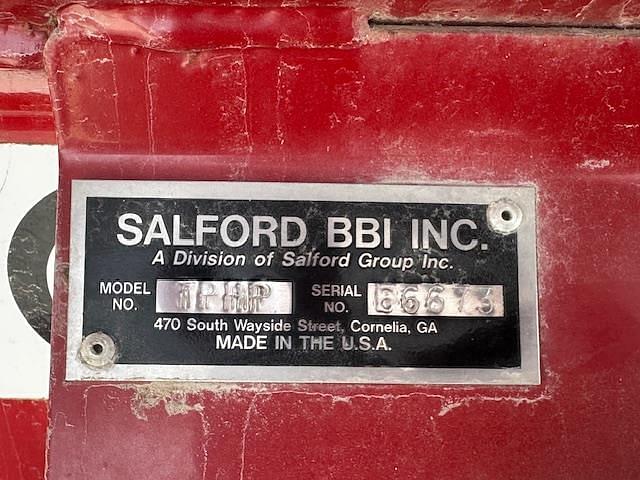 SALFORD BBI INC.
A Division of Salford Group Inc.
MODEL NO.
SERIAL NO. B6673
470 South Wayside Street, Cornelia, GA
MADE IN THE U.S.A.